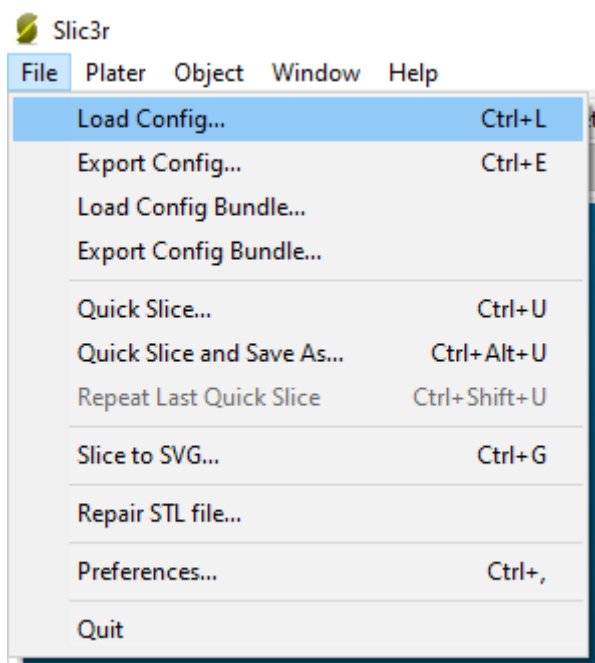 Slic3r
File Plater Object Window Help
Load Config... Ctrl+L
Export Config... Ctrl+E
Load Config Bundle...
Export Config Bundle...
Quick Slice... Ctrl+U
Quick Slice and Save As... Ctrl+Alt+U
Repeat Last Quick Slice Ctrl+Shift+U
Slice to SVG... Ctrl+G
Repair STL file...
Preferences... Ctrl+,
Quit